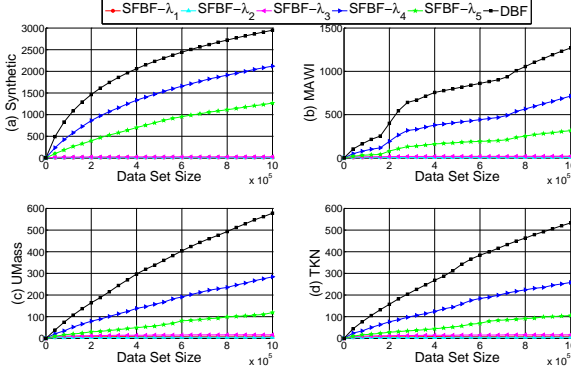 SFBF−λ1 SFBF−λ2 SFBF−λ3 SFBF−λ4 SFBF−λ5 DBF
3000
2500
2000
1500
1000
500
0
(a) Synthetic
0 2 4 6 8 10
Data Set Size
x 10^5
1500
1000
500
0
(b) MAWI
0 2 4 6 8 10
Data Set Size
x 10^5
600
500
400
300
200
100
0
(c) UMass
0 2 4 6 8 10
Data Set Size
x 10^5
600
500
400
300
200
100
0
(d) TKN
0 2 4 6 8 10
Data Set Size
x 10^5